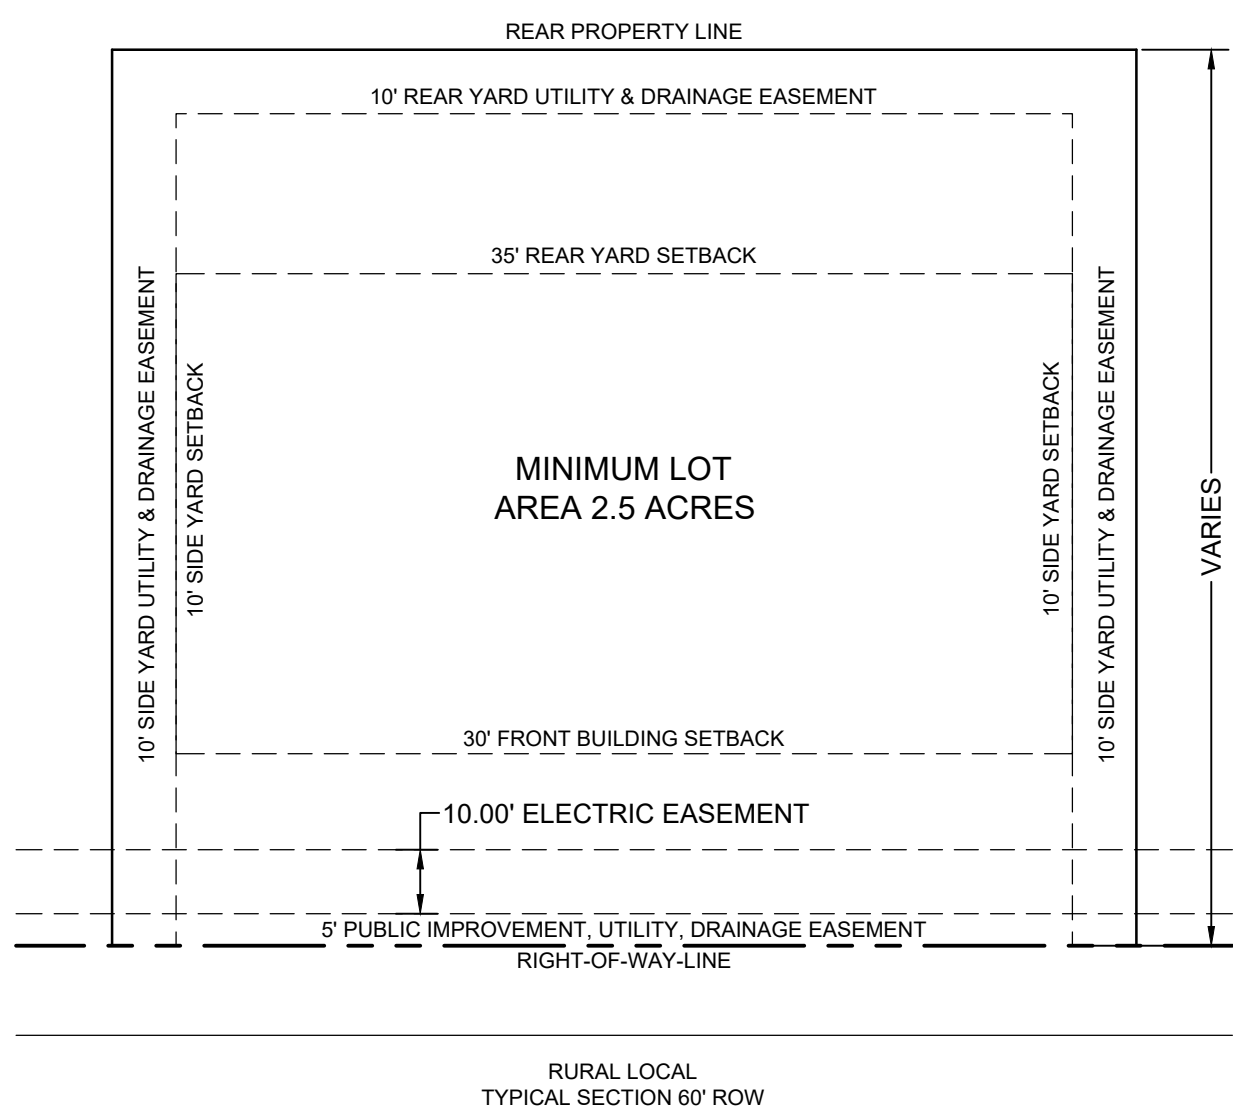 REAR PROPERTY LINE
10' REAR YARD UTILITY & DRAINAGE EASEMENT
35' REAR YARD SETBACK
10' SIDE YARD UTILITY & DRAINAGE EASEMENT
10' SIDE YARD SETBACK
MINIMUM LOT
AREA 2.5 ACRES
10' SIDE YARD SETBACK
10' SIDE YARD UTILITY & DRAINAGE EASEMENT
VARIES
30' FRONT BUILDING SETBACK
10.00' ELECTRIC EASEMENT
5' PUBLIC IMPROVEMENT, UTILITY, DRAINAGE EASEMENT
RIGHT-OF-WAY-LINE
RURAL LOCAL
TYPICAL SECTION 60' ROW